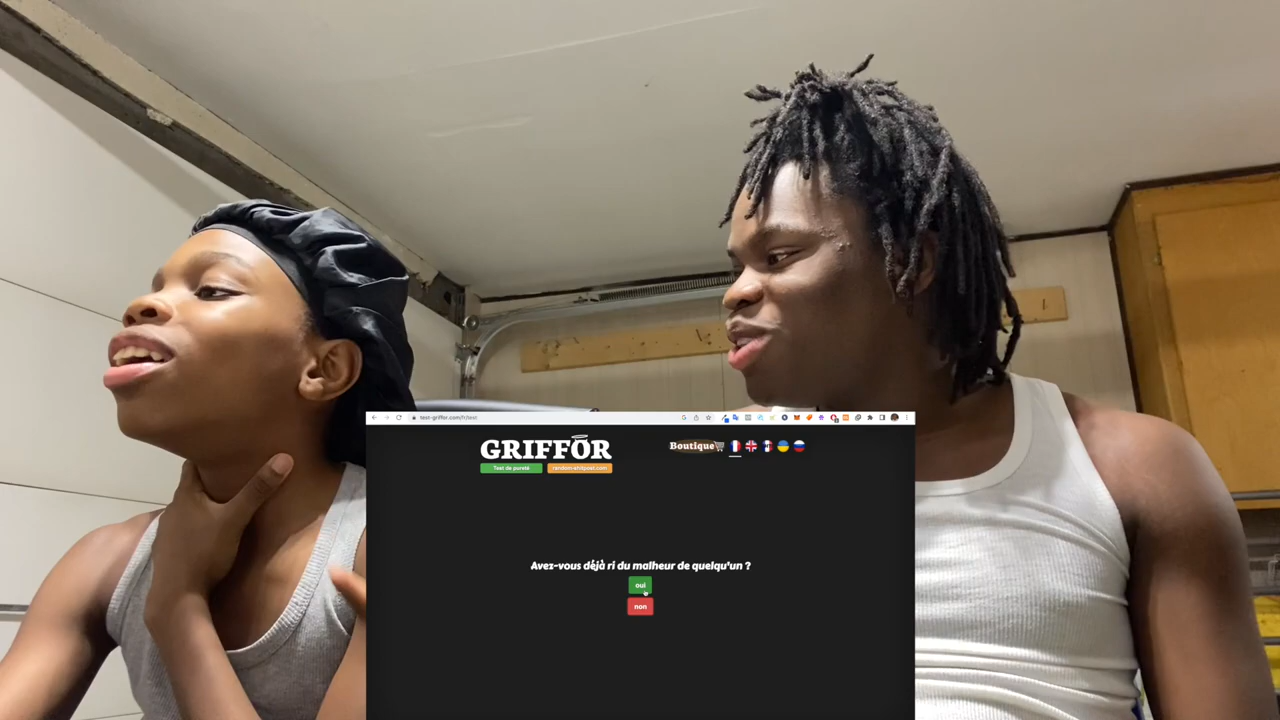 test-griffor.com/fr/test
GRIFFOR
Boutique
Test de pureté
random-shitpost.com
Avez-vous déjà ri du malheur de quelqu'un ?
oui
non